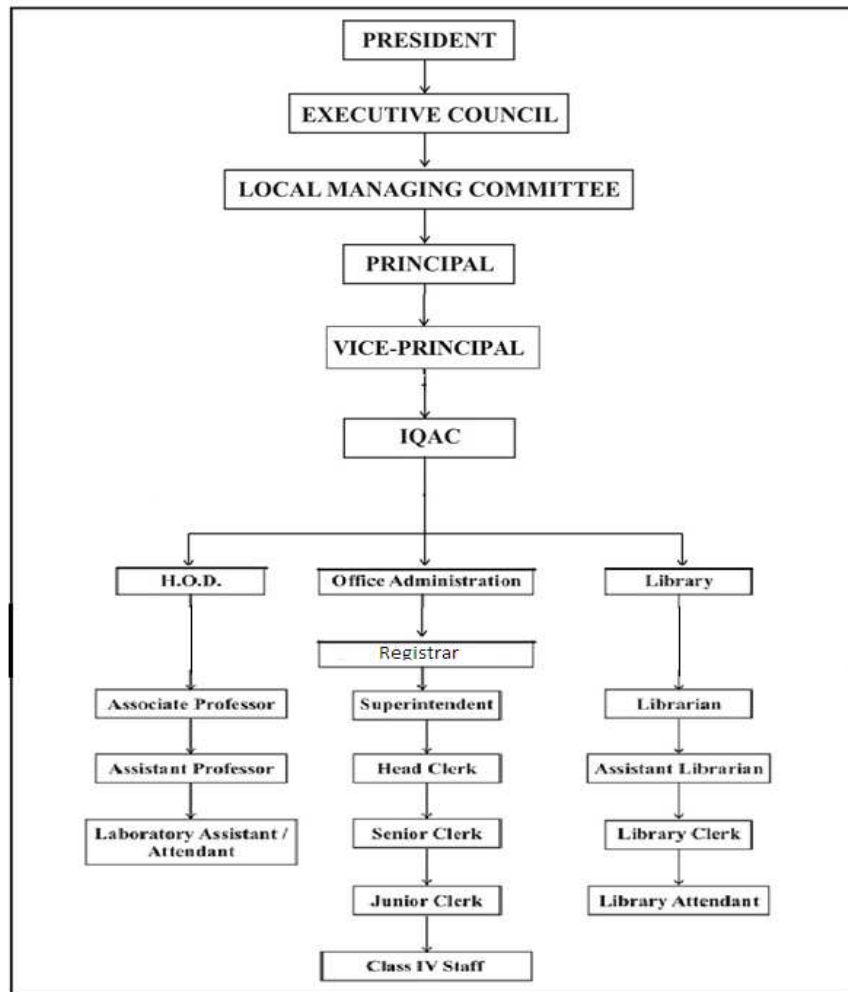 PRESIDENT
EXECUTIVE COUNCIL
LOCAL MANAGING COMMITTEE
PRINCIPAL
VICE-PRINCIPAL
IQAC
H.O.D.
Office Administration
Library
Registrar
Associate Professor
Superintendent
Librarian
Assistant Professor
Head Clerk
Assistant Librarian
Laboratory Assistant /
Attendant
Senior Clerk
Library Clerk
Junior Clerk
Library Attendant
Class IV Staff